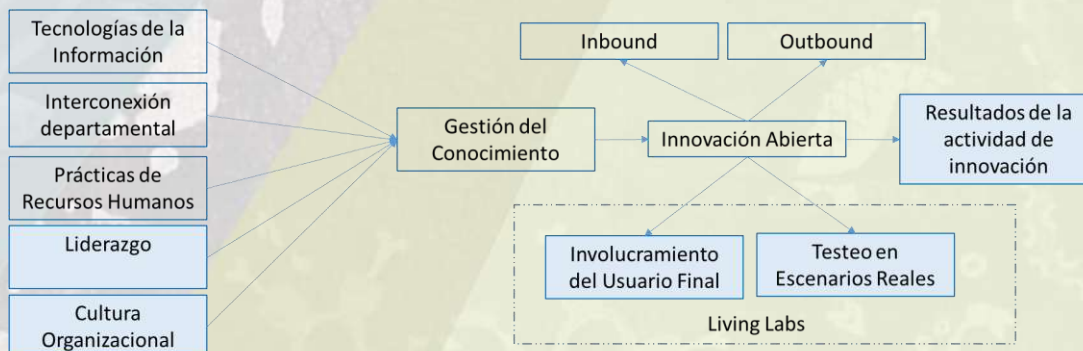 Tecnologías de la
Información
Interconexión
departamental
Prácticas de
Recursos Humanos
Liderazgo
Cultura
Organizacional
Gestión del
Conocimiento
Inbound
Outbound
Innovación Abierta
Resultados de la
actividad de
innovación
Involucramiento
del Usuario Final
Testeo en
Escenarios Reales
Living Labs